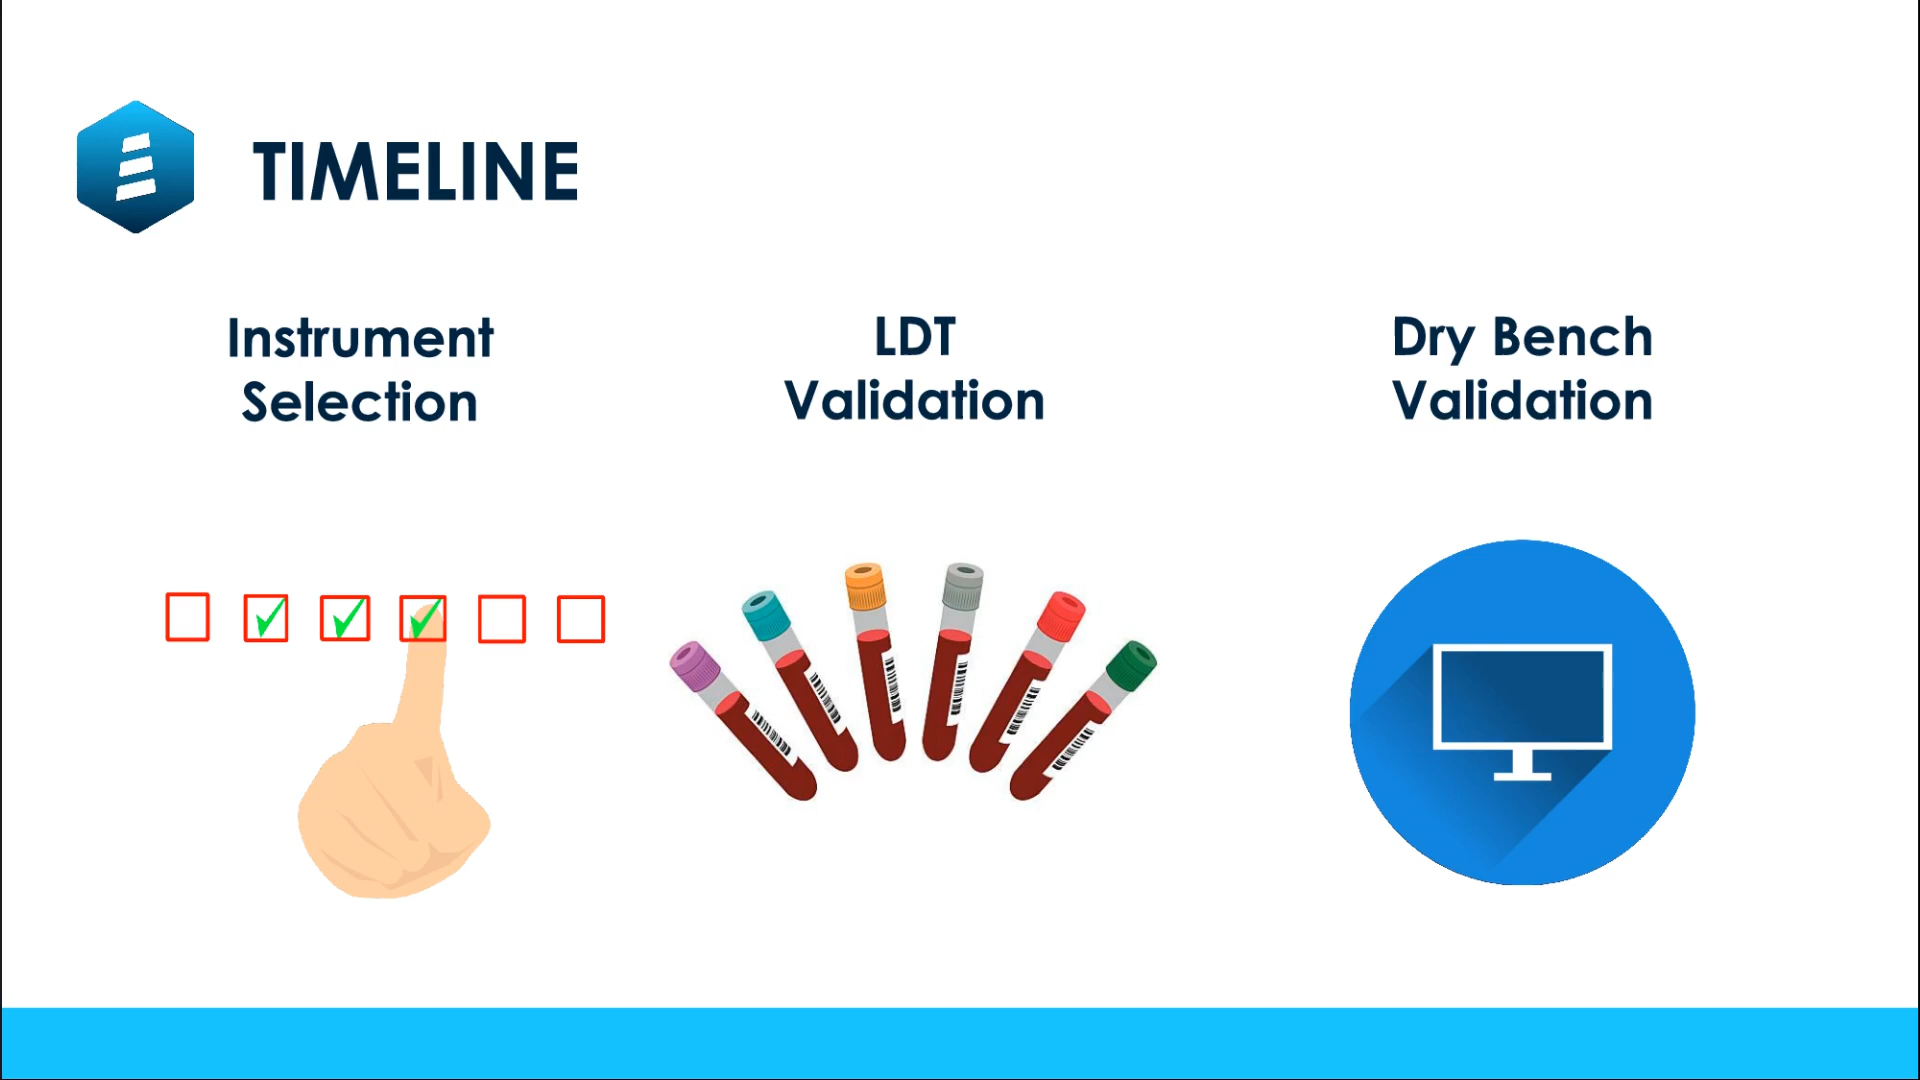 TIMELINE
Instrument
Selection
LDT
Validation
Dry Bench
Validation